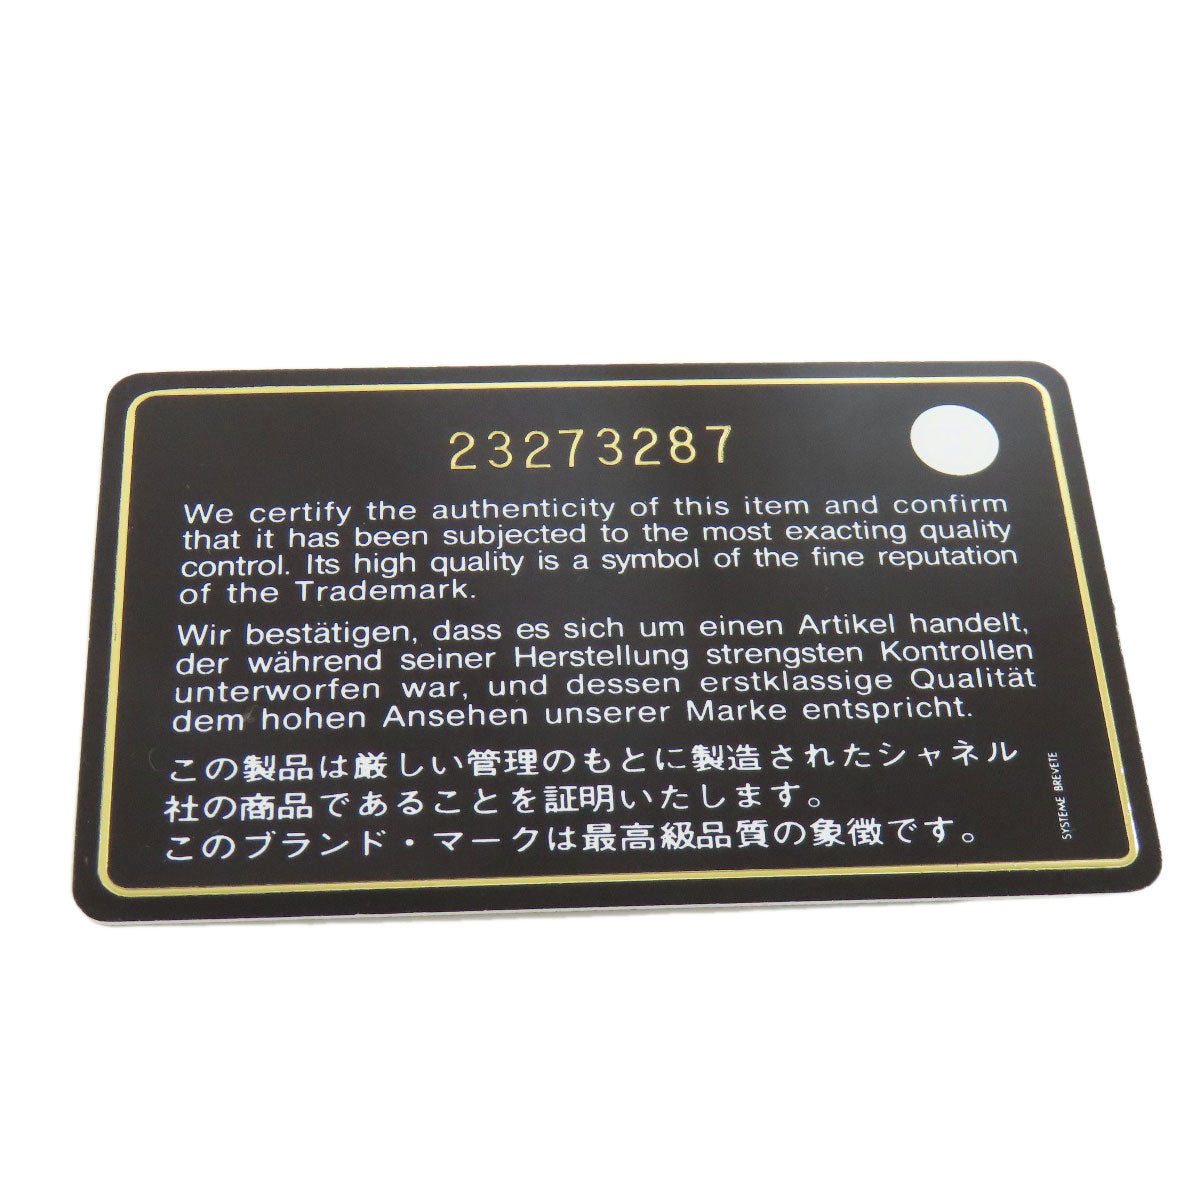 23273287
We certify the authenticity of this item and confirm
that it has been subjected to the most exacting quality
control. Its high quality is a symbol of the fine reputation
of the Trademark.
Wir bestätigen, dass es sich um einen Artikel handelt,
der während seiner Herstellung strengsten Kontrollen
unterworfen war, und dessen erstklassige Qualität
dem hohen Ansehen unserer Marke entspricht.
この製品は厳しい管理のもとに製造されたシャネル
社の商品であることを証明いたします。
このブランド・マークは最高級品質の象徴です。
SYSTEME BREVETE